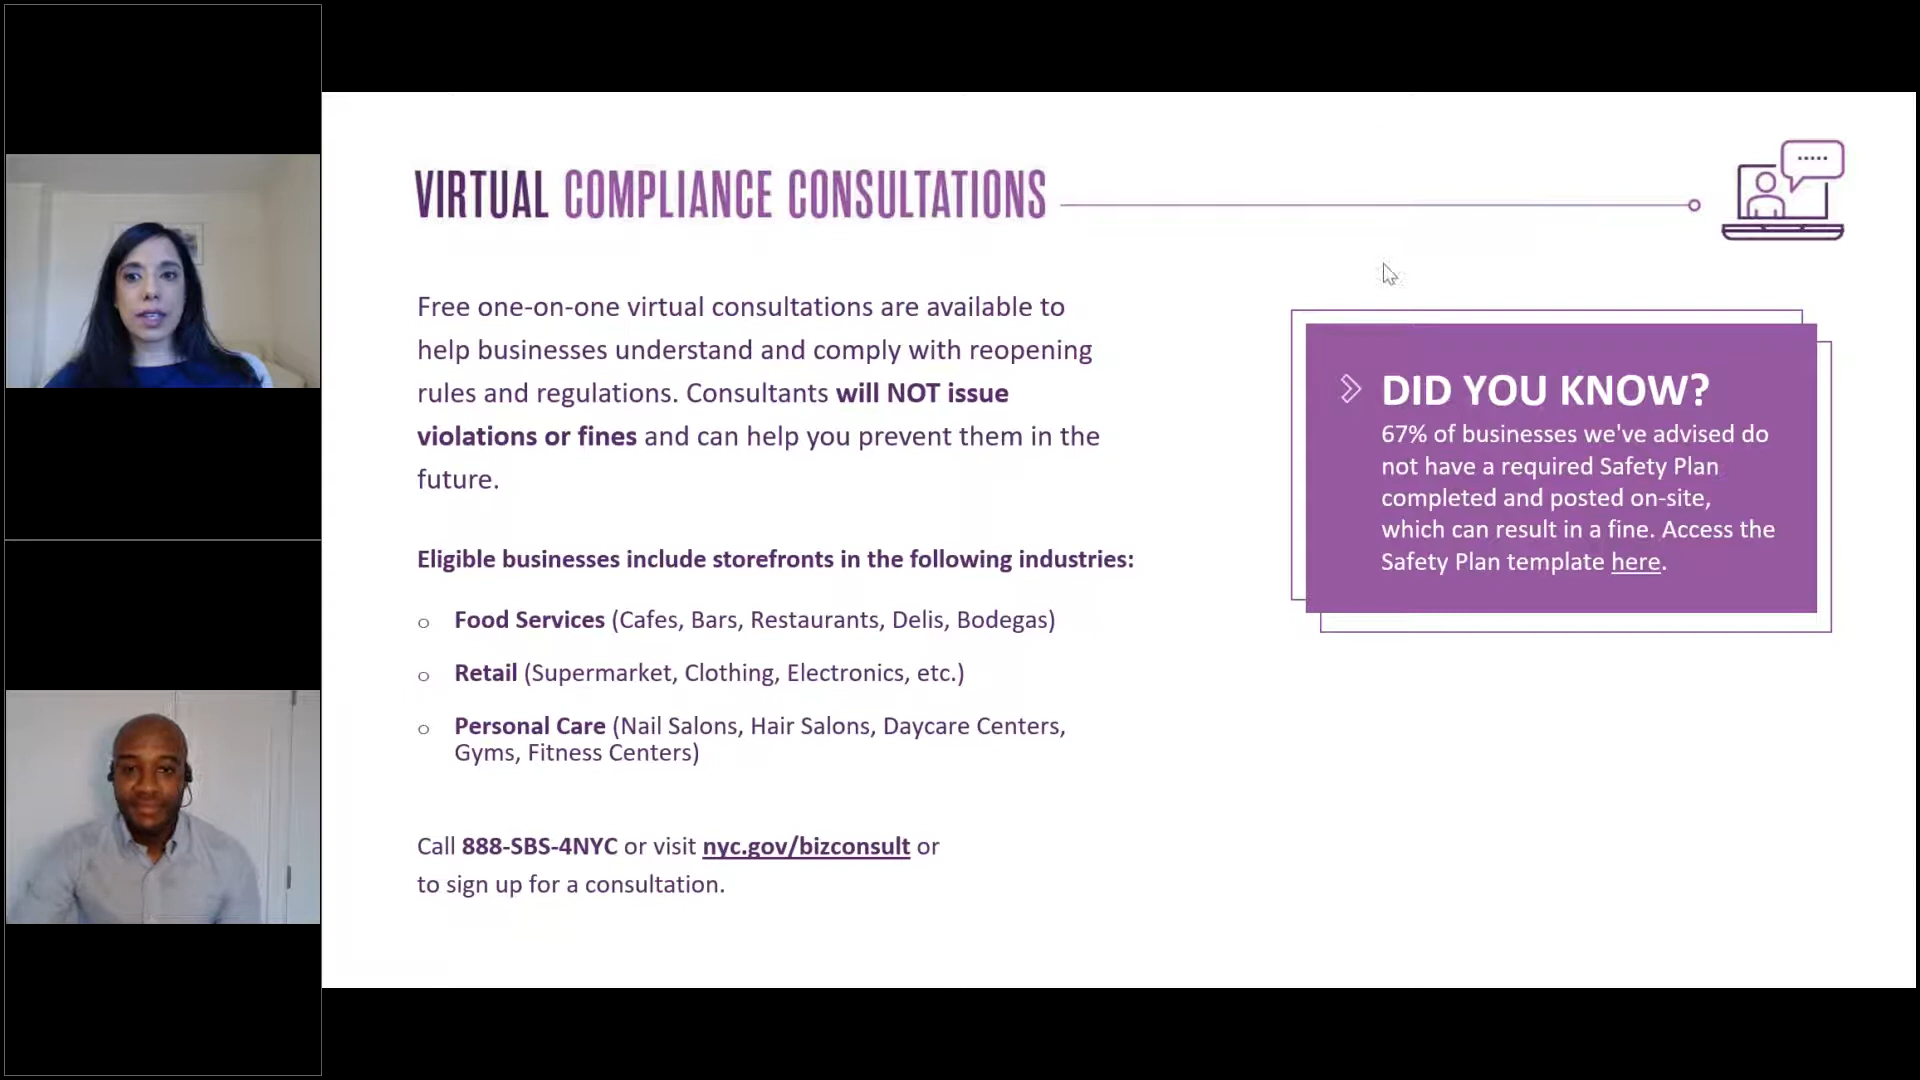 VIRTUAL COMPLIANCE CONSULTATIONS
Free one-on-one virtual consultations are available to
help businesses understand and comply with reopening
rules and regulations. Consultants will NOT issue
violations or fines and can help you prevent them in the
future.
Eligible businesses include storefronts in the following industries:
o Food Services (Cafes, Bars, Restaurants, Delis, Bodegas)
o Retail (Supermarket, Clothing, Electronics, etc.)
o Personal Care (Nail Salons, Hair Salons, Daycare Centers,
Gyms, Fitness Centers)
Call 888-SBS-4NYC or visit nyc.gov/bizconsult or
to sign up for a consultation.
DID YOU KNOW?
67% of businesses we've advised do
not have a required Safety Plan
completed and posted on-site,
which can result in a fine. Access the
Safety Plan template here.